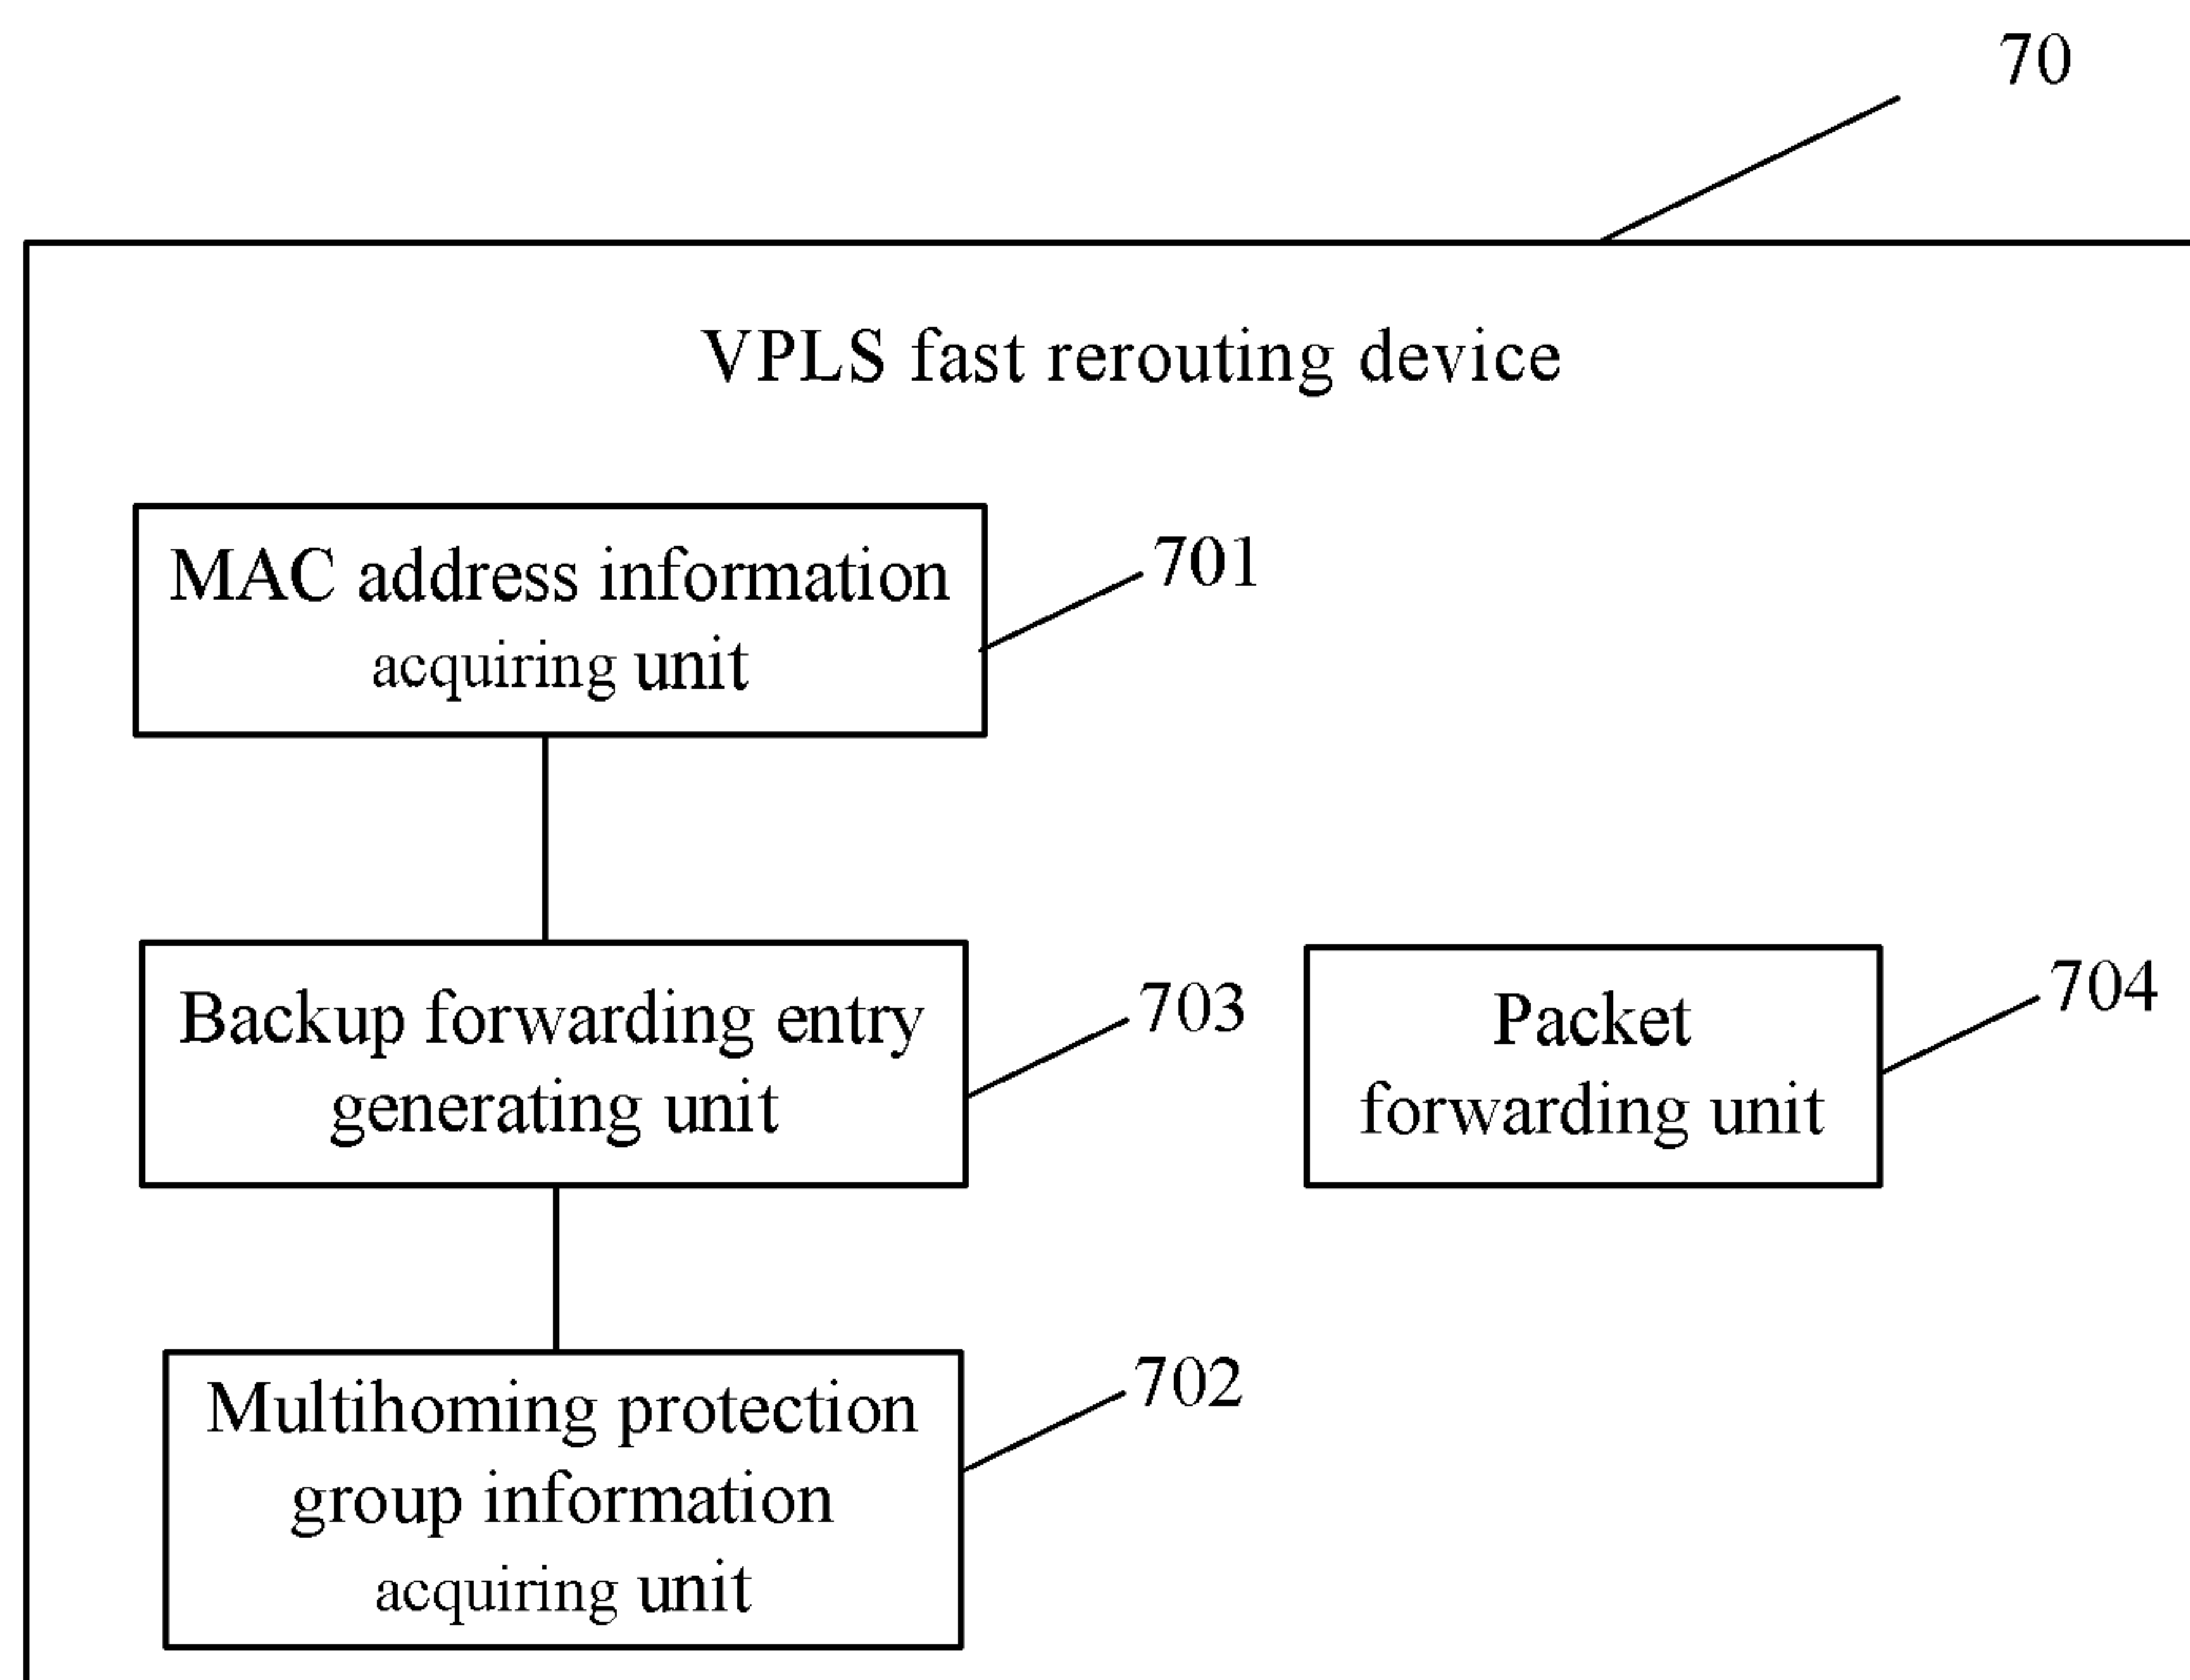 70
VPLS fast rerouting device
MAC address information
acquiring unit
701
Backup forwarding entry
generating unit
703
Packet
forwarding unit
704
Multihoming protection
group information
acquiring unit
702